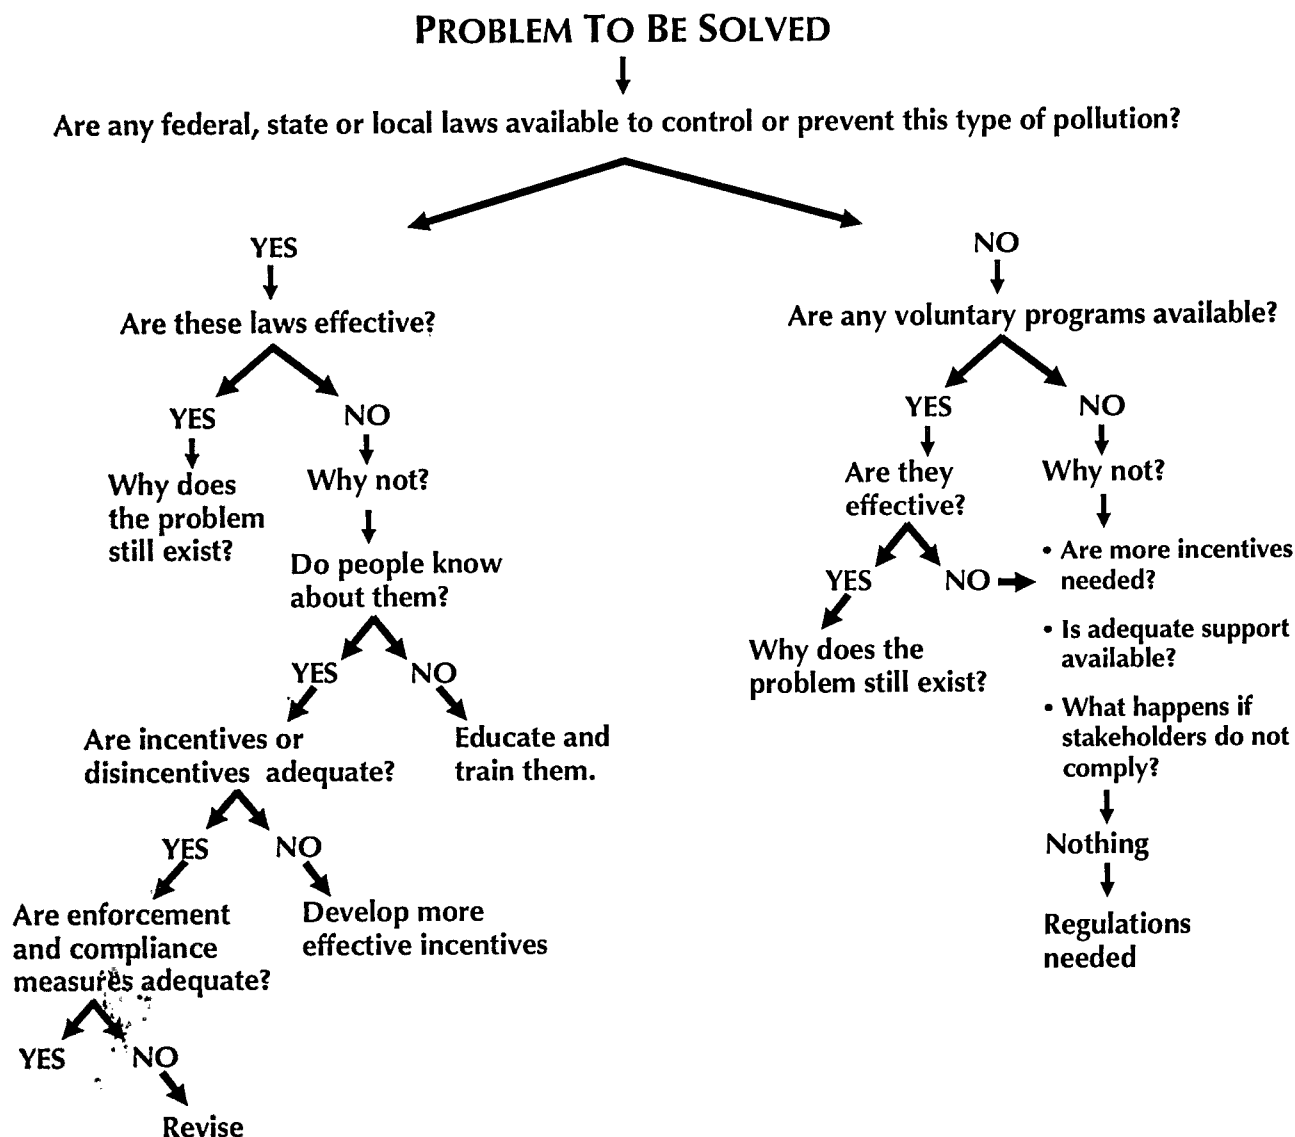 PROBLEM TO BE SOLVED
Are any federal, state or local laws available to control or prevent this type of pollution?
YES
Are these laws effective?
YES
NO
Why does
the problem
still exist?
Why not?
Do people know
about them?
YES
NO
Are incentives or
disincentives adequate?
Educate and
train them.
YES
NO
Are enforcement
and compliance
measures adequate?
Develop more
effective incentives
YES
NO
Revise
NO
Are any voluntary programs available?
YES
NO
Are they
effective?
Why not?
YES
NO
Why does the
problem still exist?
• Are more incentives
needed?
• Is adequate support
available?
• What happens if
stakeholders do not
comply?
Nothing
Regulations
needed